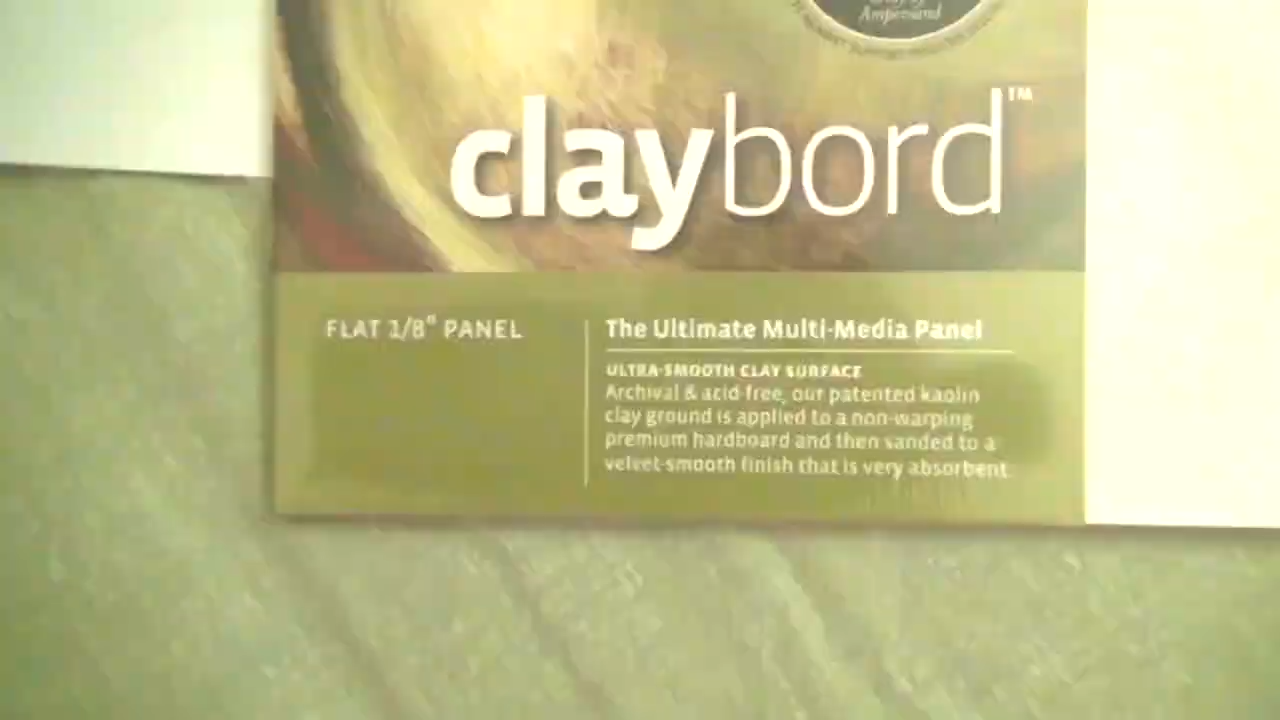 Ampersand
claybord™
FLAT 1/8" PANEL
The Ultimate Multi-Media Panel
ULTRA-SMOOTH CLAY SURFACE
Archival & acid-free, our patented kaolin
clay ground is applied to a non-warping
premium hardboard and then sanded to a
velvet-smooth finish that is very absorbent.